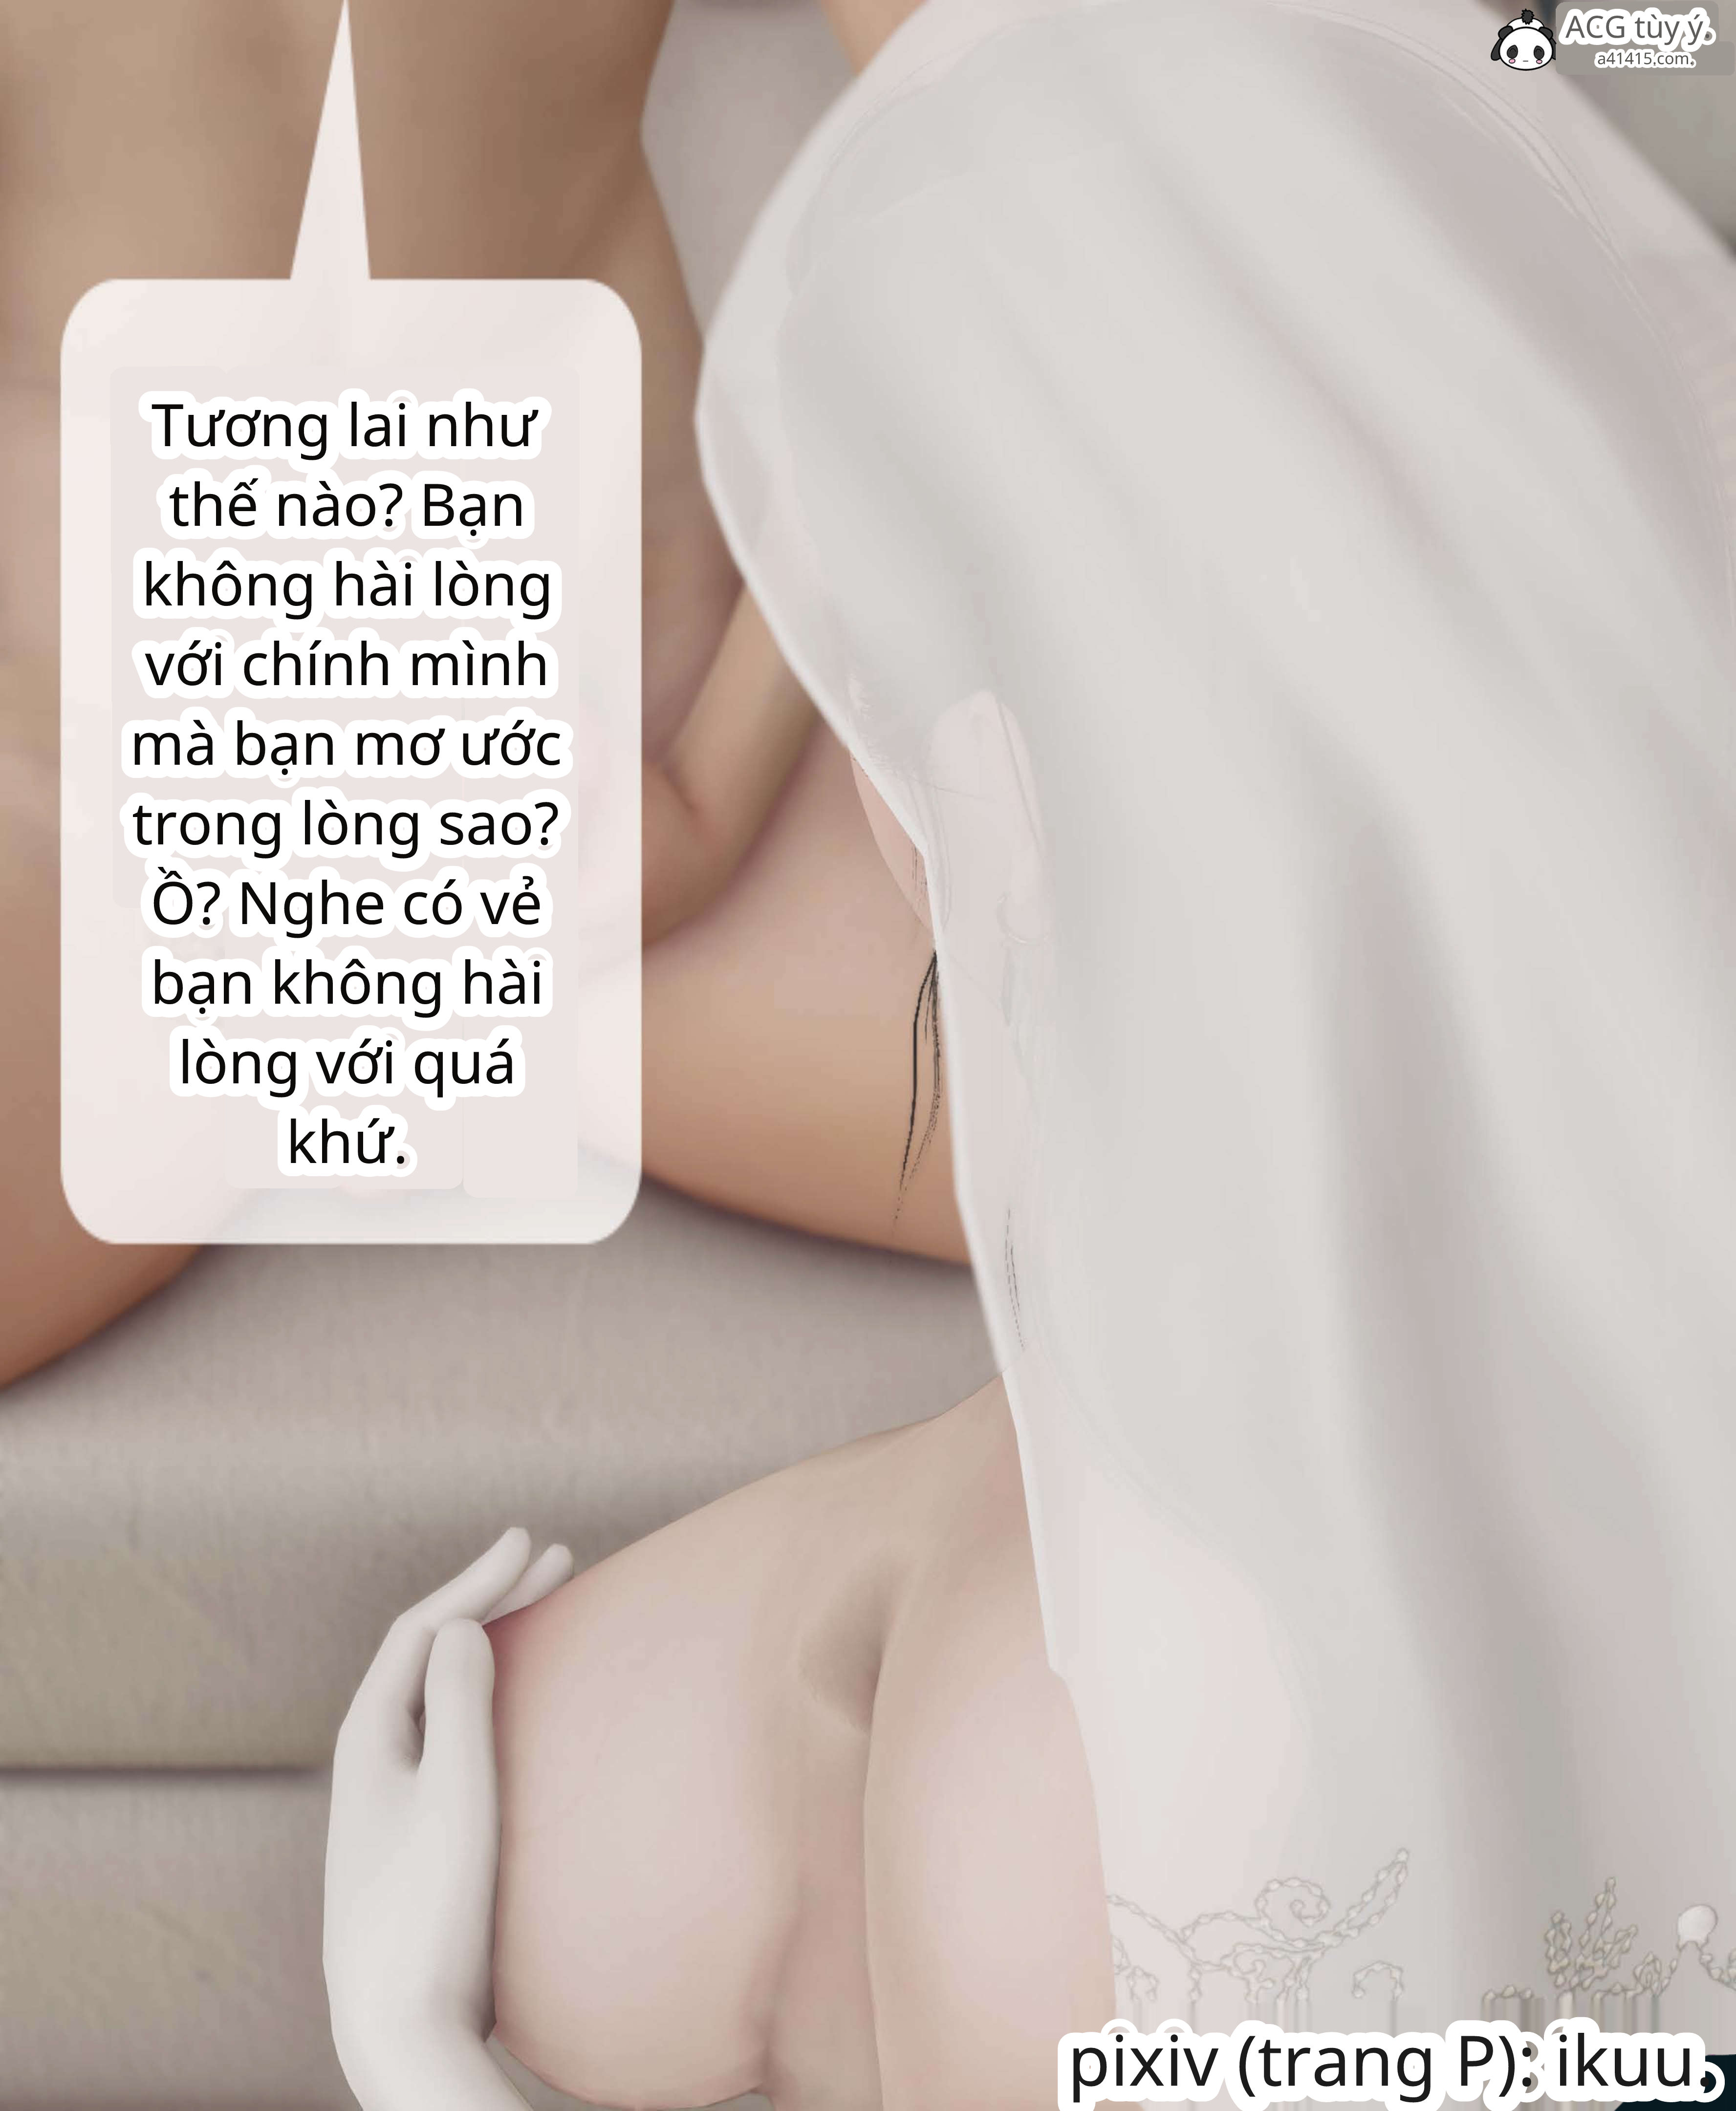 ACG tùy ý.
a41415.com.
Tương lai như
thế nào? Bạn
không hài lòng
với chính mình
mà bạn mơ ước
trong lòng sao?
Ồ? Nghe có vẻ
bạn không hài
lòng với quá
khứ.
pixiv (trang P): ikuu.